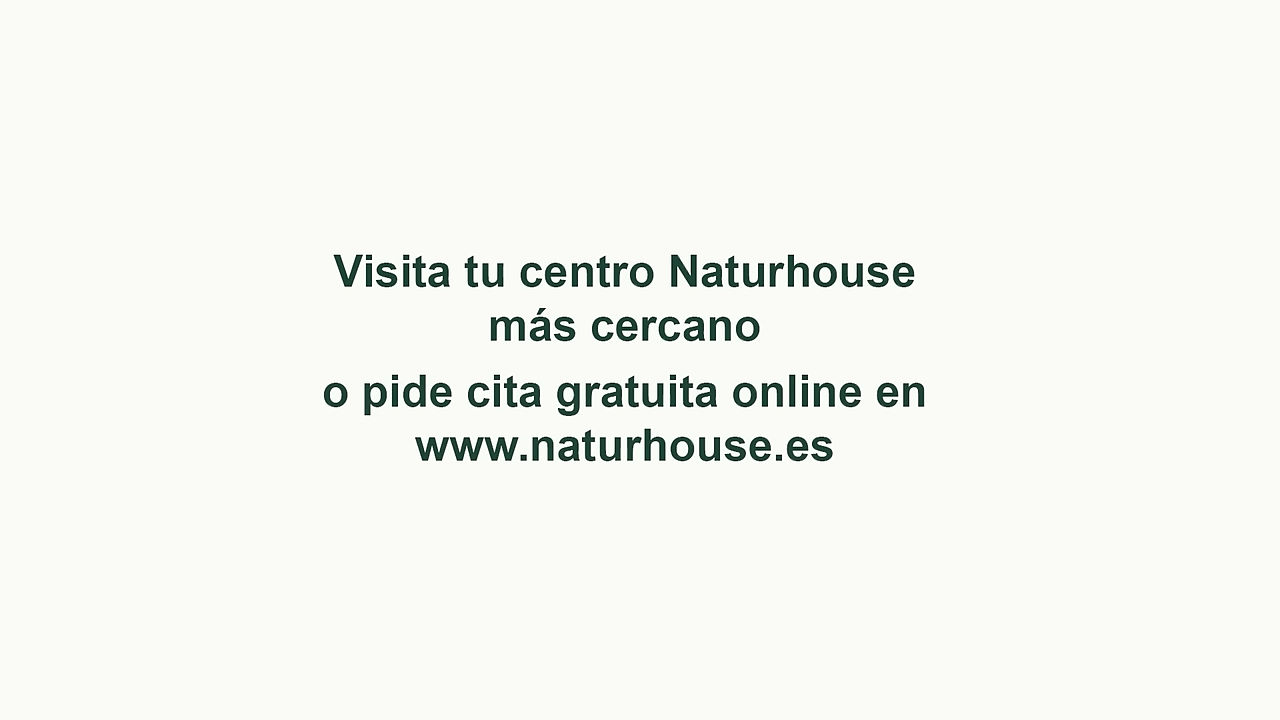 Visita tu centro Naturhouse
más cercano
o pide cita gratuita online en
www.naturhouse.es